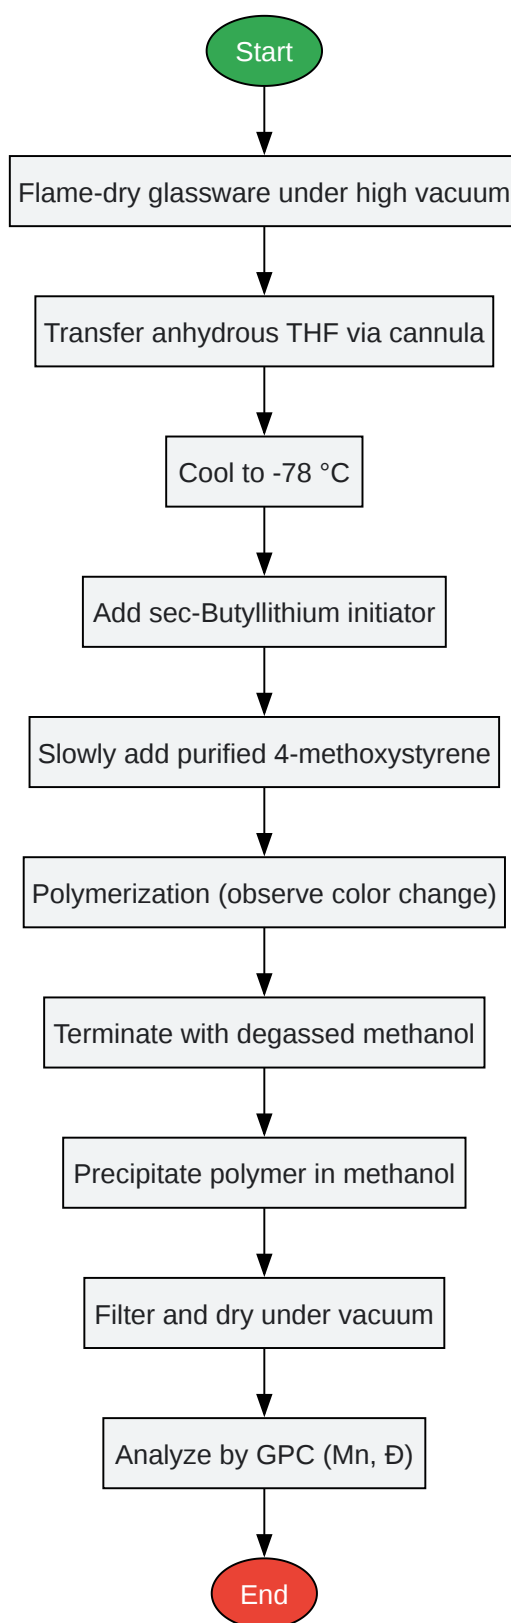 Start
Flame-dry glassware under high vacuum
Transfer anhydrous THF via cannula
Cool to -78 °C
Add sec-Butyllithium initiator
Slowly add purified 4-methoxystyrene
Polymerization (observe color change)
Terminate with degassed methanol
Precipitate polymer in methanol
Filter and dry under vacuum
Analyze by GPC (Mn, Đ)
End